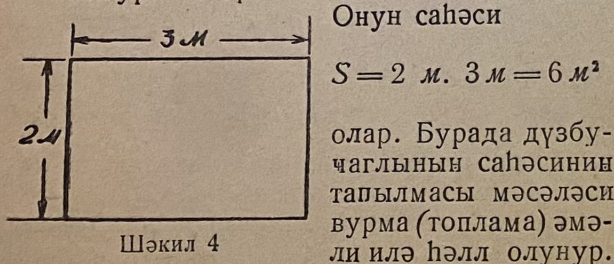 3 м
2 м
Шәкил 4
Онун саһәси
S = 2 м. 3 м = 6 м²
олар. Бурада дүзбу-
чаглынын саһәсинин
тапылмасы мәсәләси
вурма (топлама) әмә-
ли илә һәлл олунур.